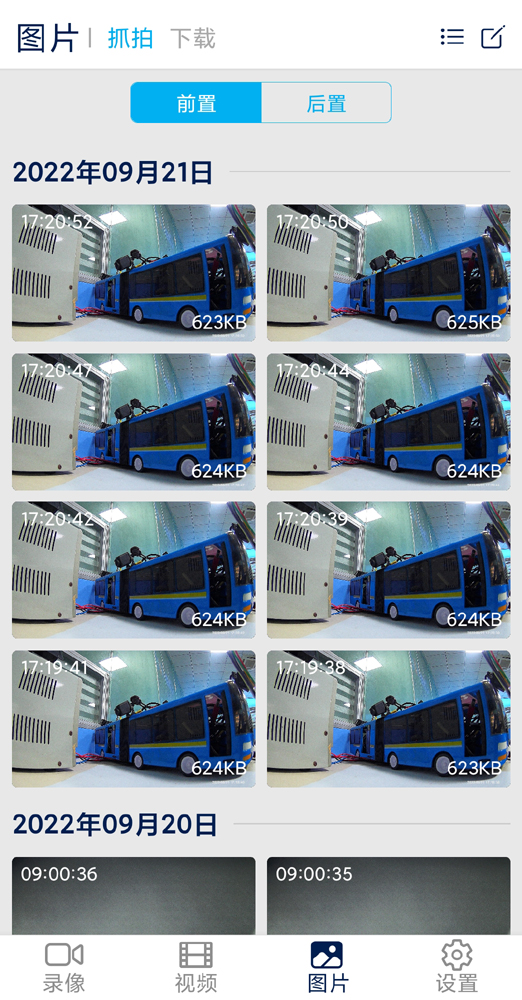 图片 | 抓拍 下载
前置 后置
2022年09月21日
17:20:52 17:20:50
623KB 625KB
17:20:47 17:20:44
624KB 624KB
17:20:42 17:20:39
624KB 624KB
17:19:41 17:19:38
624KB 623KB
2022年09月20日
09:00:36 09:00:35
录像 视频 图片 设置